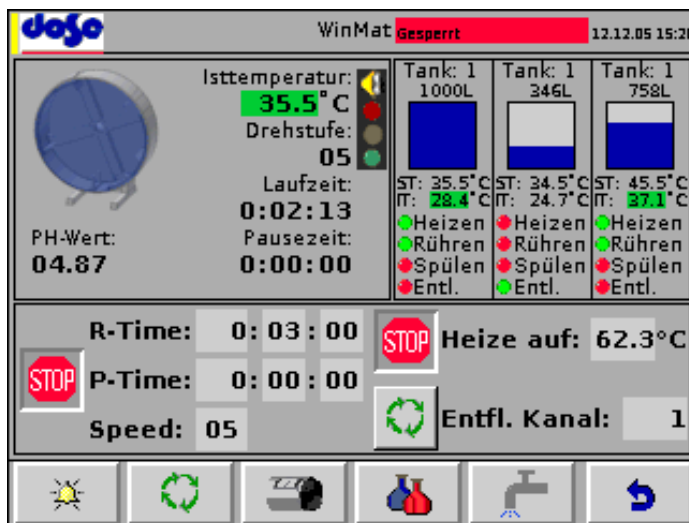 dose
WinMat Gesperrt 12.12.05 15:20
Isttemperatur:
35.5°C
Drehstufe:
05
Laufzeit:
0:02:13
PH-Wert: Pausezeit:
04.87 0:00:00
Tank: 1 Tank: 1 Tank: 1
1000L 346L 758L
ST: 35.5°C ST: 34.5°C ST: 45.5°C
IT: 28.4°C IT: 24.7°C IT: 37.1°C
Heizen Heizen Heizen
Rühren Rühren Rühren
Spülen Spülen Spülen
Entl. Entl. Entl.
R-Time: 0: 03 : 00
STOP Heize auf: 62.3°C
STOP P-Time: 0: 00 : 00
Speed: 05
Entfl. Kanal: 1